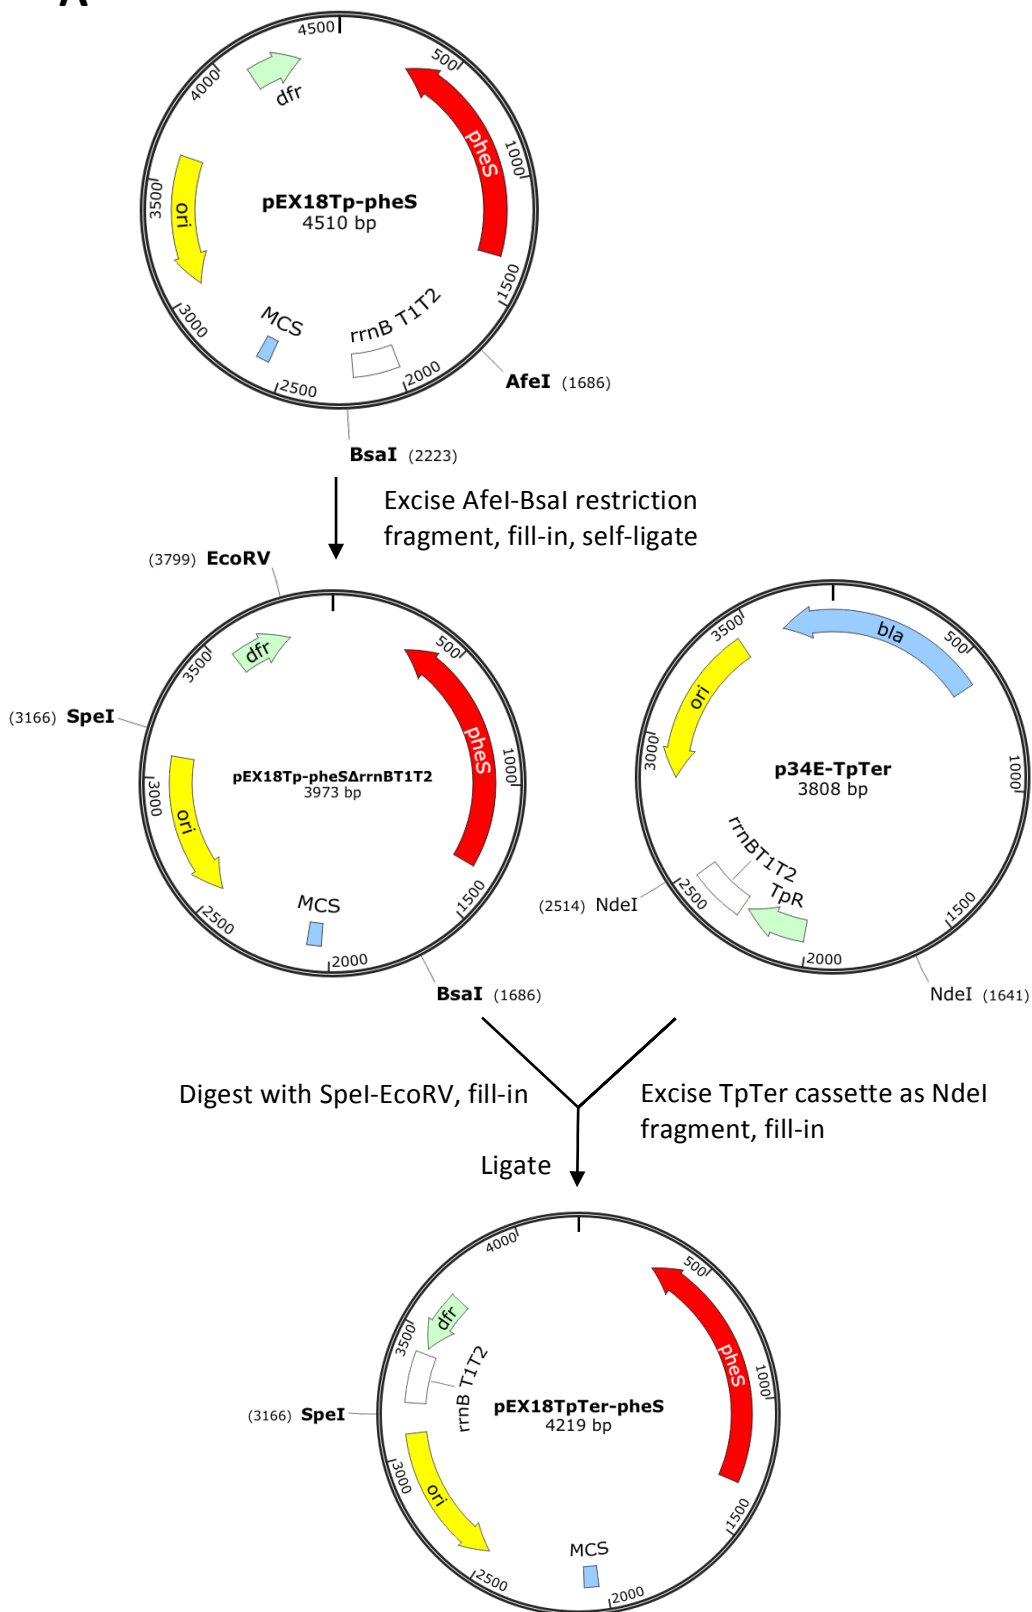 A
4500
500
dfr
4000
pheS
1000
pEX18Tp-pheS
4510 bp
3500
ori
1500
MCS
rrnB T1T2
3000
2500
2000
AfeI (1686)
BsaI (2223)
Excise AfeI-BsaI restriction
fragment, fill-in, self-ligate
(3799) EcoRV
dfr
500
3500
(3166) SpeI
pheS
pEX18Tp-pheSΔrrnBT1T2
3973 bp
1000
3000
ori
MCS
1500
2500
2000
BsaI (1686)
3500
bla
500
ori
3000
p34E-TpTer
3808 bp
1000
rrnBT1T2
TpR
2500
(2514) NdeI
1500
2000
NdeI (1641)
Digest with SpeI-EcoRV, fill-in
Excise TpTer cassette as NdeI
fragment, fill-in
Ligate
4000
500
dfr
3500
pheS
rrnB T1T2
1000
pEX18TpTer-pheS
4219 bp
(3166) SpeI
3000
ori
1500
MCS
2500
2000